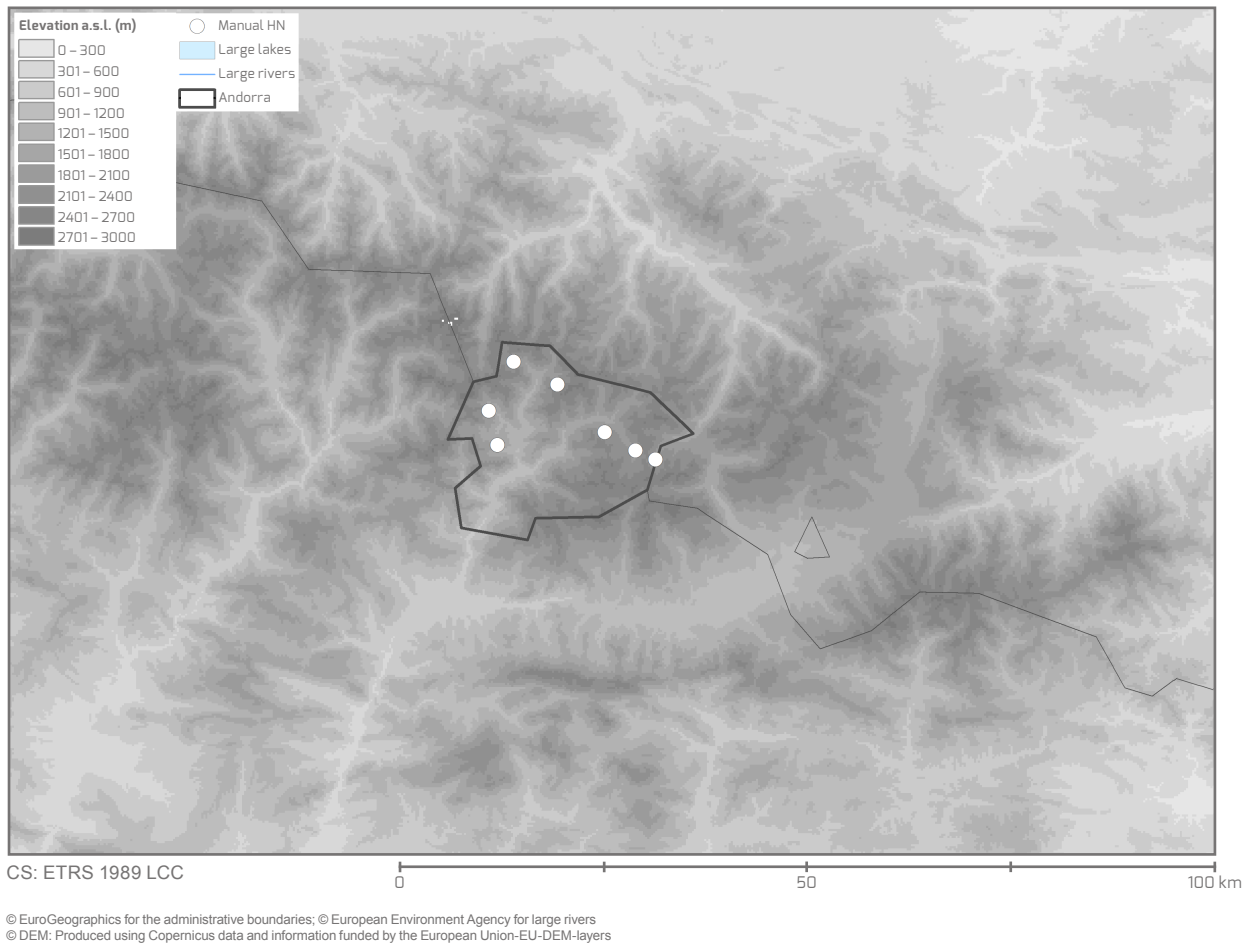 Elevation a.s.l. (m)
0 – 300
301 – 600
601 – 900
901 – 1200
1201 – 1500
1501 – 1800
1801 – 2100
2101 – 2400
2401 – 2700
2701 – 3000
Manual HN
Large lakes
Large rivers
Andorra
CS: ETRS 1989 LCC
0
50
100 km
© EuroGeographics for the administrative boundaries; © European Environment Agency for large rivers
© DEM: Produced using Copernicus data and information funded by the European Union-EU-DEM-layers